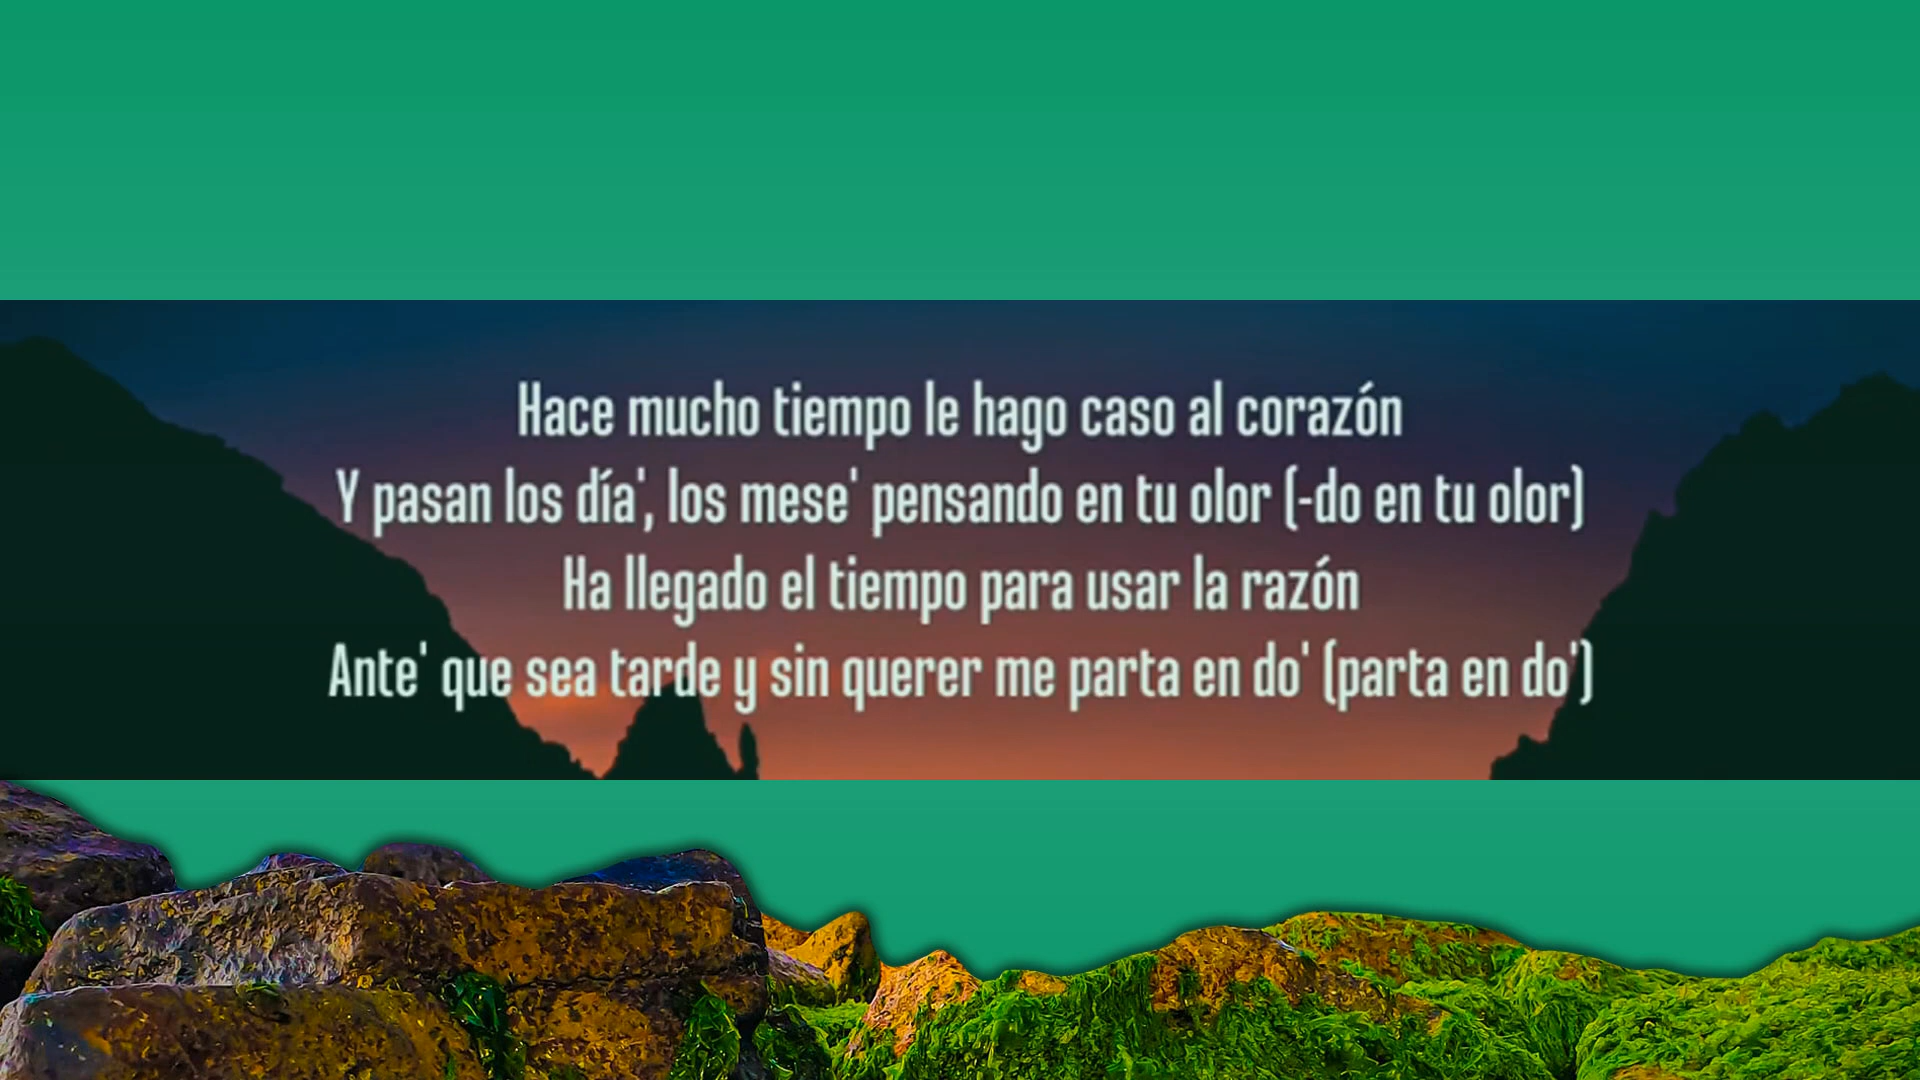 Hace mucho tiempo le hago caso al corazón
Y pasan los día', los mese' pensando en tu olor (-do en tu olor)
Ha llegado el tiempo para usar la razón
Ante' que sea tarde y sin querer me parta en do' (parta en do')